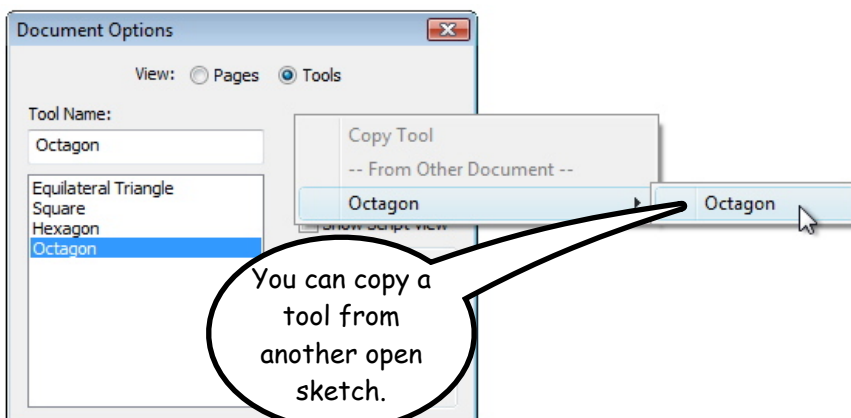 Document Options
View: Pages Tools
Tool Name:
Octagon
Copy Tool
-- From Other Document --
Octagon
Octagon
Equilateral Triangle
Square
Hexagon
Octagon
Show Script View
You can copy a
tool from
another open
sketch.